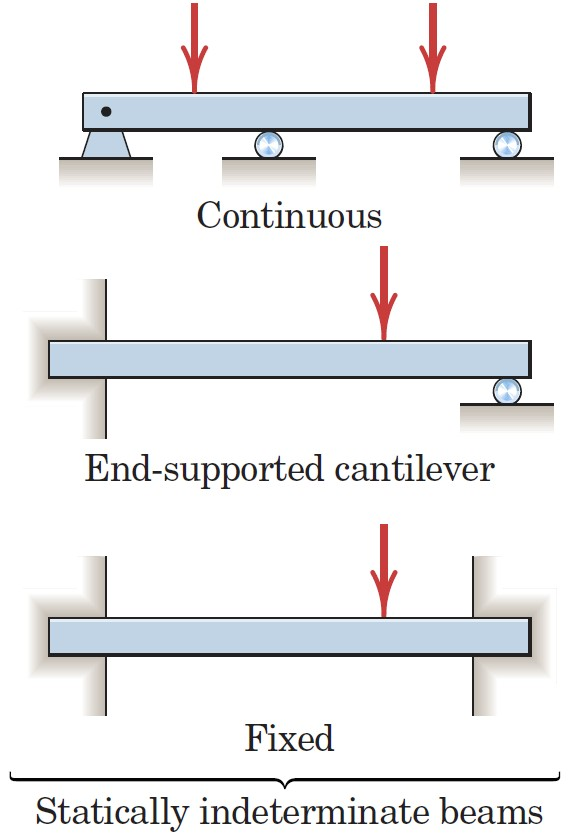 Continuous
End-supported cantilever
Fixed
Statically indeterminate beams